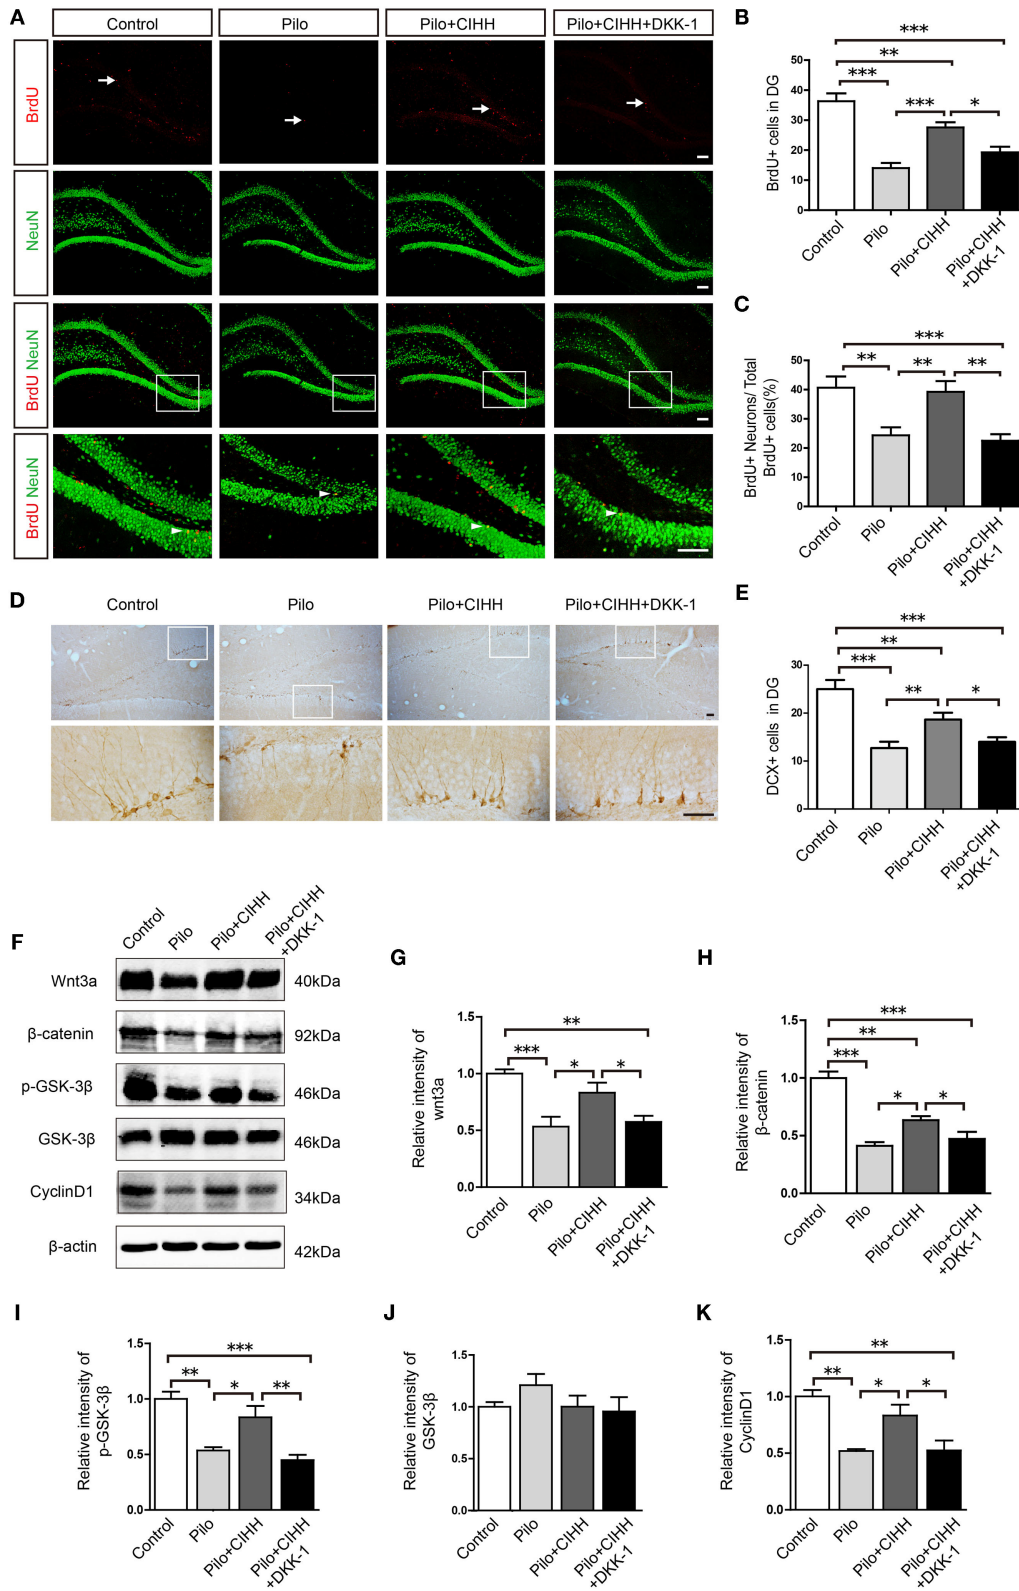 A
Control
Pilo
Pilo+CIHH
Pilo+CIHH+DKK-1
BrdU
NeuN
BrdU NeuN
BrdU NeuN
B
BrdU+ cells in DG
50
40
30
20
10
0
***
**
***
***
*
Control
Pilo
Pilo+CIHH
Pilo+CIHH
+DKK-1
C
BrdU+ Neurons/ Total
BrdU+ cells(%)
50
40
30
20
10
0
***
**
**
**
Control
Pilo
Pilo+CIHH
Pilo+CIHH
+DKK-1
D
Control
Pilo
Pilo+CIHH
Pilo+CIHH+DKK-1
E
DCX+ cells in DG
30
20
10
0
***
**
***
**
*
Control
Pilo
Pilo+CIHH
Pilo+CIHH
+DKK-1
F
Control
Pilo
Pilo+CIHH
Pilo+CIHH
+DKK-1
Wnt3a
40kDa
β-catenin
92kDa
p-GSK-3β
46kDa
GSK-3β
46kDa
CyclinD1
34kDa
β-actin
42kDa
G
Relative intensity of
wnt3a
1.5
1.0
0.5
0.0
**
***
*
*
Control
Pilo
Pilo+CIHH
Pilo+CIHH
+DKK-1
H
Relative intensity of
β-catenin
1.5
1.0
0.5
0.0
***
**
***
*
*
Control
Pilo
Pilo+CIHH
Pilo+CIHH
+DKK-1
I
Relative intensity of
p-GSK-3β
1.5
1.0
0.5
0.0
***
**
*
**
Control
Pilo
Pilo+CIHH
Pilo+CIHH
+DKK-1
J
Relative intensity of
GSK-3β
1.5
1.0
0.5
0.0
Control
Pilo
Pilo+CIHH
Pilo+CIHH
+DKK-1
K
Relative intensity of
CyclinD1
1.5
1.0
0.5
0.0
**
**
*
*
Control
Pilo
Pilo+CIHH
Pilo+CIHH
+DKK-1